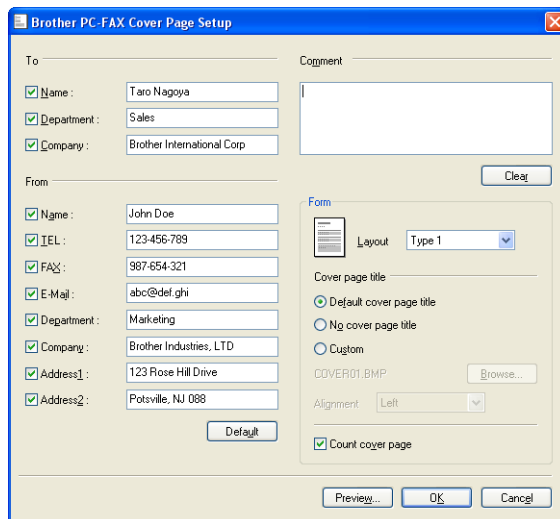 Brother PC-FAX Cover Page Setup
To
Name :
Taro Nagoya
Department :
Sales
Company :
Brother International Corp
From
Name :
John Doe
TEL :
123-456-789
FAX :
987-654-321
E-Mail :
abc@def.ghi
Department :
Marketing
Company :
Brother Industries, LTD
Address1 :
123 Rose Hill Drive
Address2 :
Potsville, NJ 088
Default
Comment
Clear
Form
Layout
Type 1
Cover page title
Default cover page title
No cover page title
Custom
COVER01.BMP
Browse...
Alignment
Left
Count cover page
Preview...
OK
Cancel